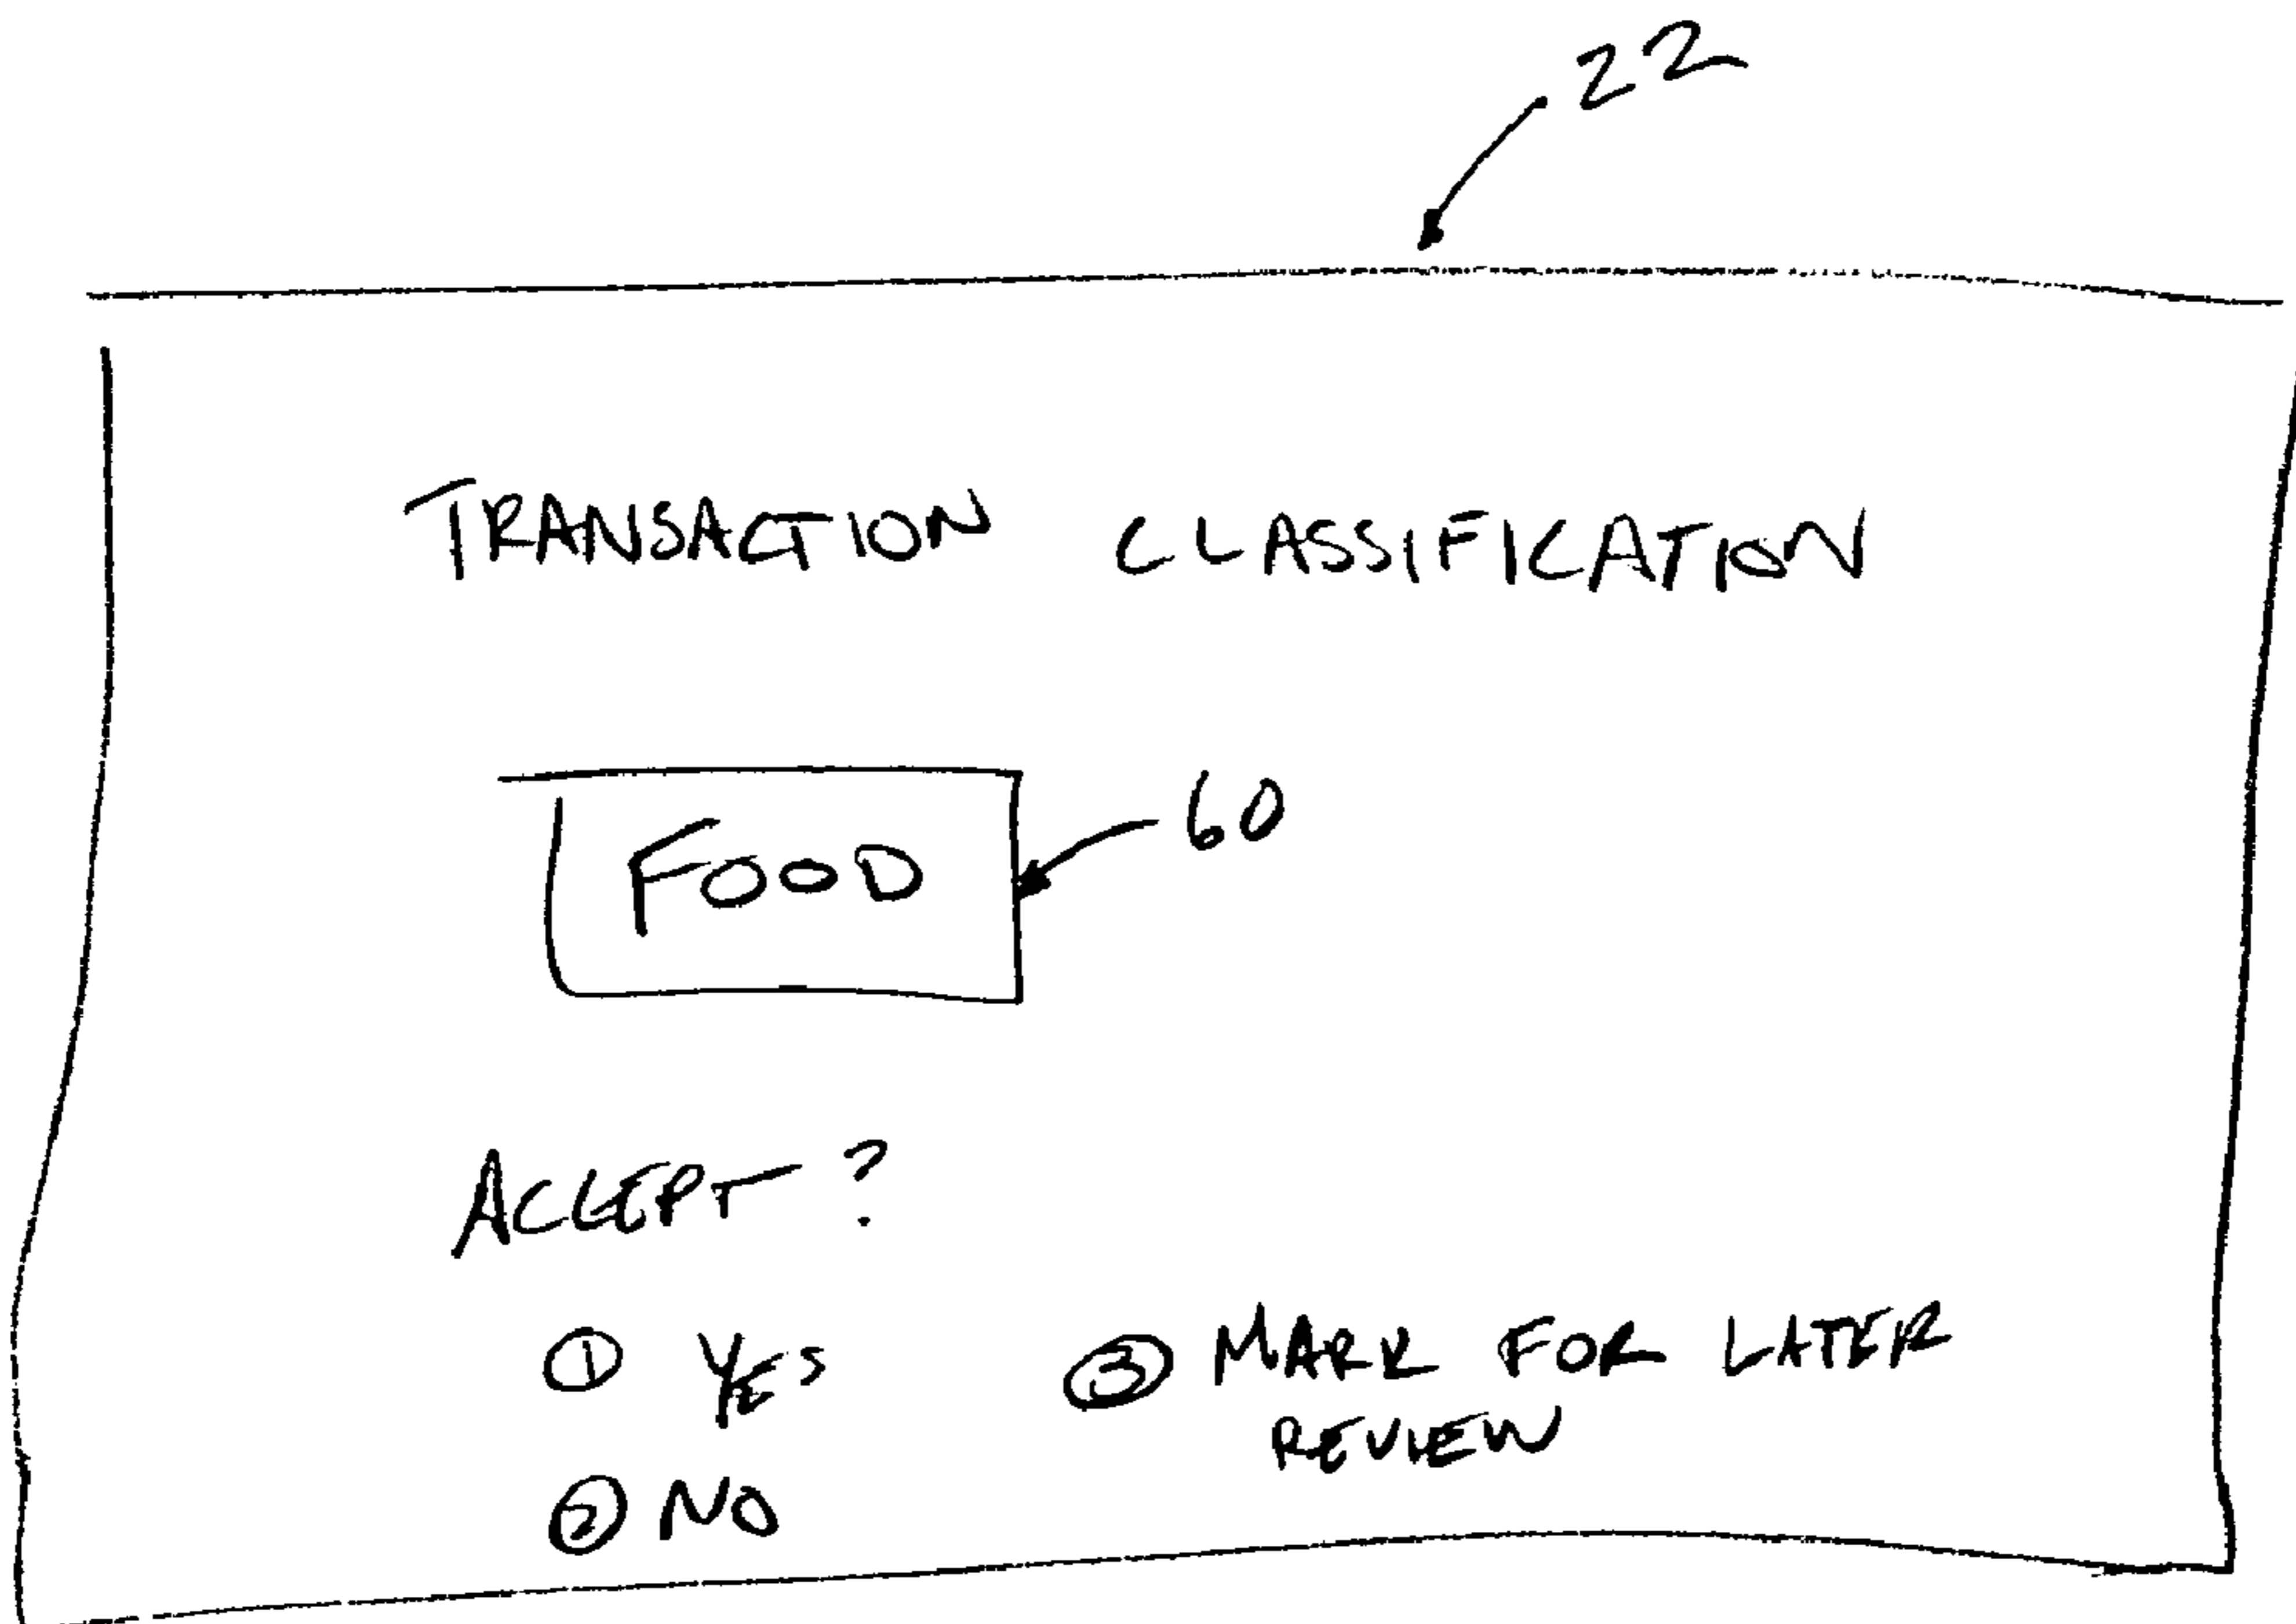 22
TRANSACTION CLASSIFICATION
FOOD
60
ACCEPT?
① YES
③ MARK FOR LATER
REVIEW
② NO